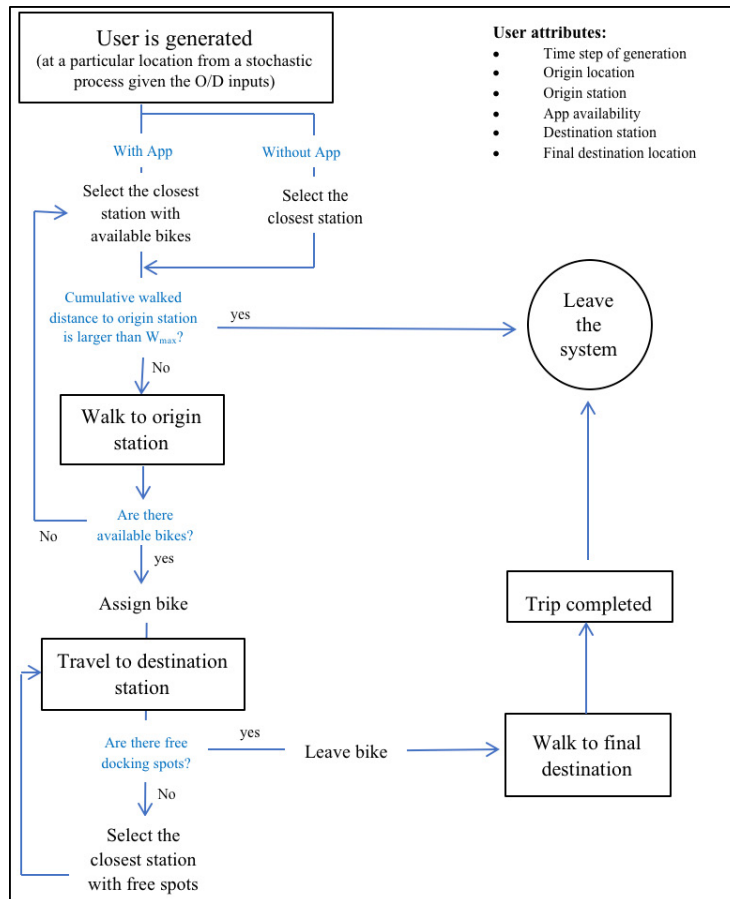 User is generated
(at a particular location from a stochastic
process given the O/D inputs)
User attributes:
• Time step of generation
• Origin location
• Origin station
• App availability
• Destination station
• Final destination location
With App
Without App
Select the closest
station with
available bikes
Select the
closest station
Cumulative walked
distance to origin station
is larger than Wmax?
yes
Leave
the
system
No
Walk to origin
station
Are there
available bikes?
No
yes
Assign bike
Trip completed
Travel to destination
station
Are there free
docking spots?
yes
Leave bike
Walk to final
destination
No
Select the
closest station
with free spots